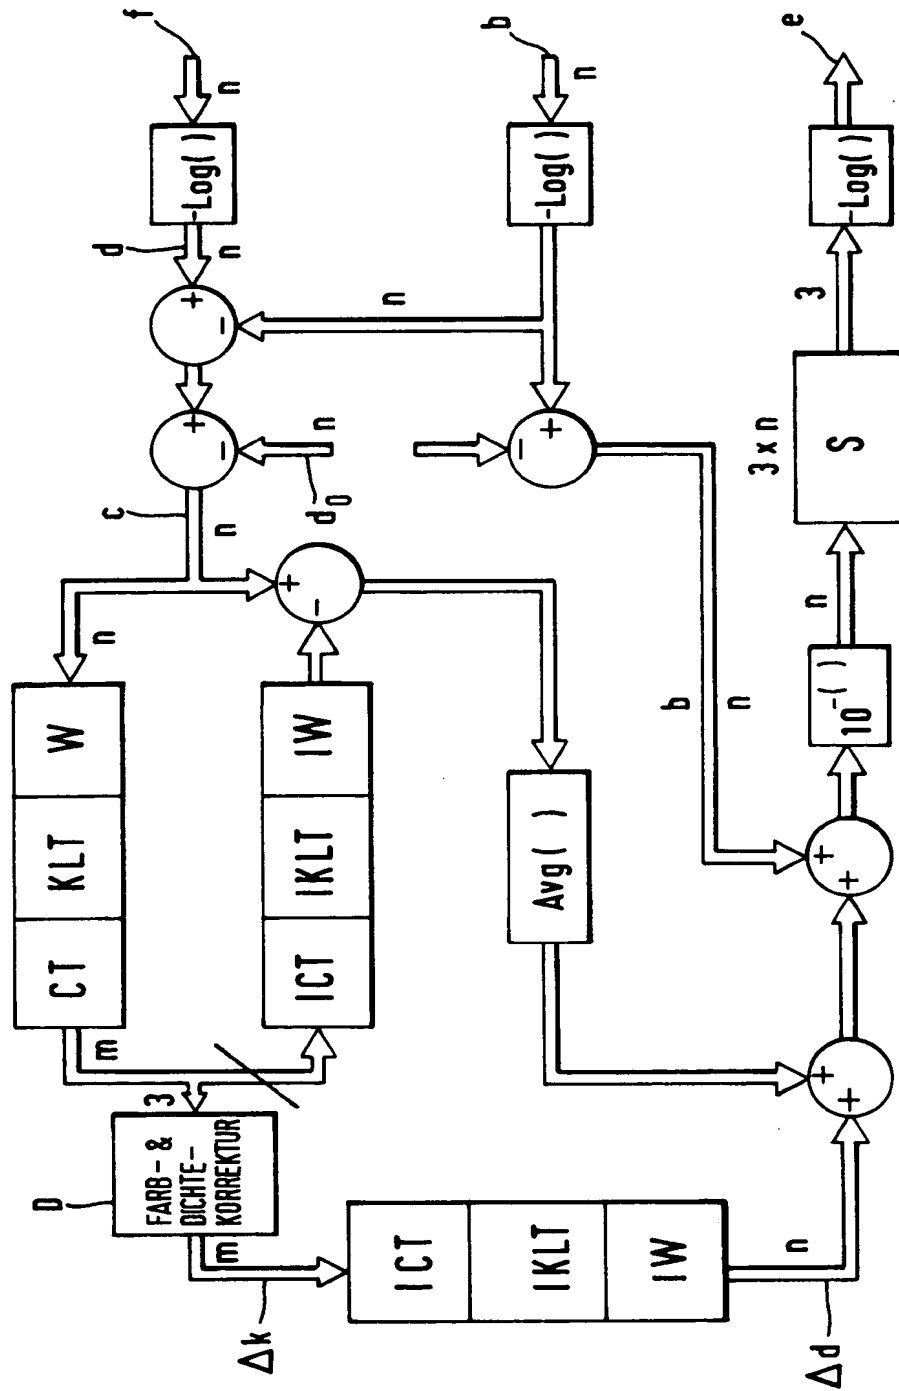 f
n
-Log( )
d
n
+
-
n
b
n
-Log( )
+
-
n
d0
+
-
c
n
n
+
-
W
KLT
CT
IW
IKLT
ICT
m
3
D
FARB- &
DICHTE-
KORREKTUR
m
Δk
ICT
IKLT
IW
n
Δd
Avg( )
b
n
+
+
+
+
10-( )
n
3 x n
S
3
-Log( )
e